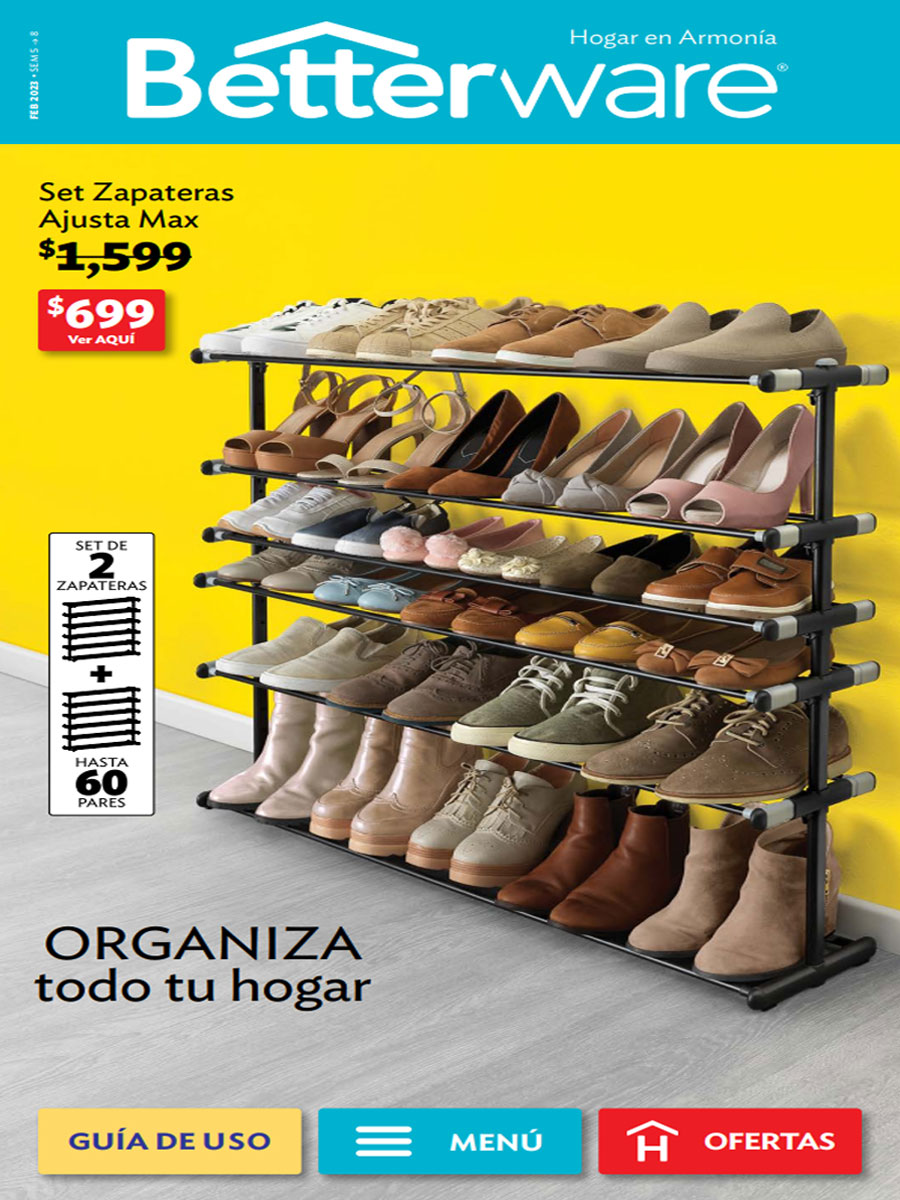 FEB 2023 • SEM 5 → 8
Hogar en Armonía
Betterware®
Set Zapateras
Ajusta Max
$1,599
$699
Ver AQUÍ
SET DE
2
ZAPATERAS
+
HASTA
60
PARES
ORGANIZA
todo tu hogar
GUÍA DE USO
MENÚ
H OFERTAS